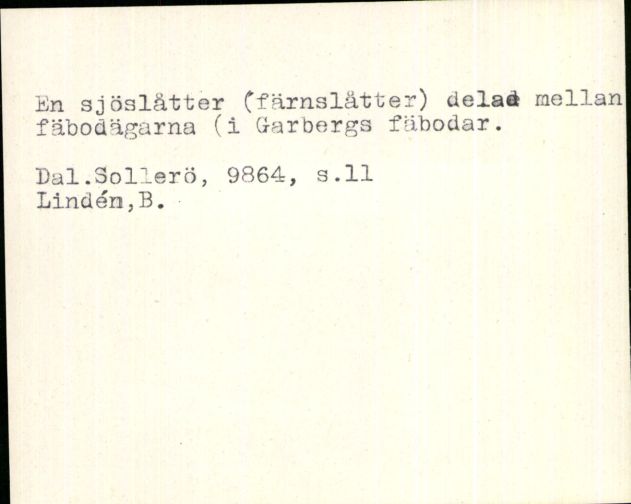 En sjöslåtter (färnslåtter) delad mellan
fäbodägarna (i Garbergs fäbodar.
Dal.Sollerö, 9864, s.11
Lindén,B.